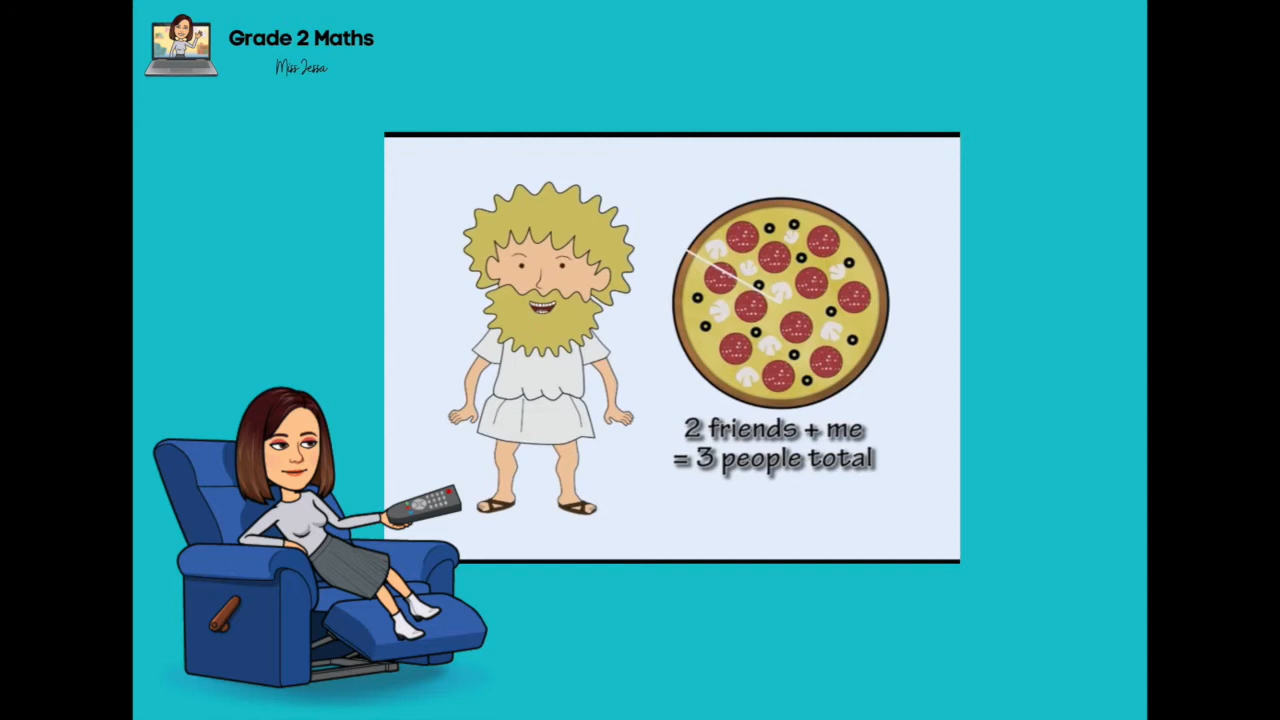 Grade 2 Maths
Miss Jessa
2 friends + me
= 3 people total